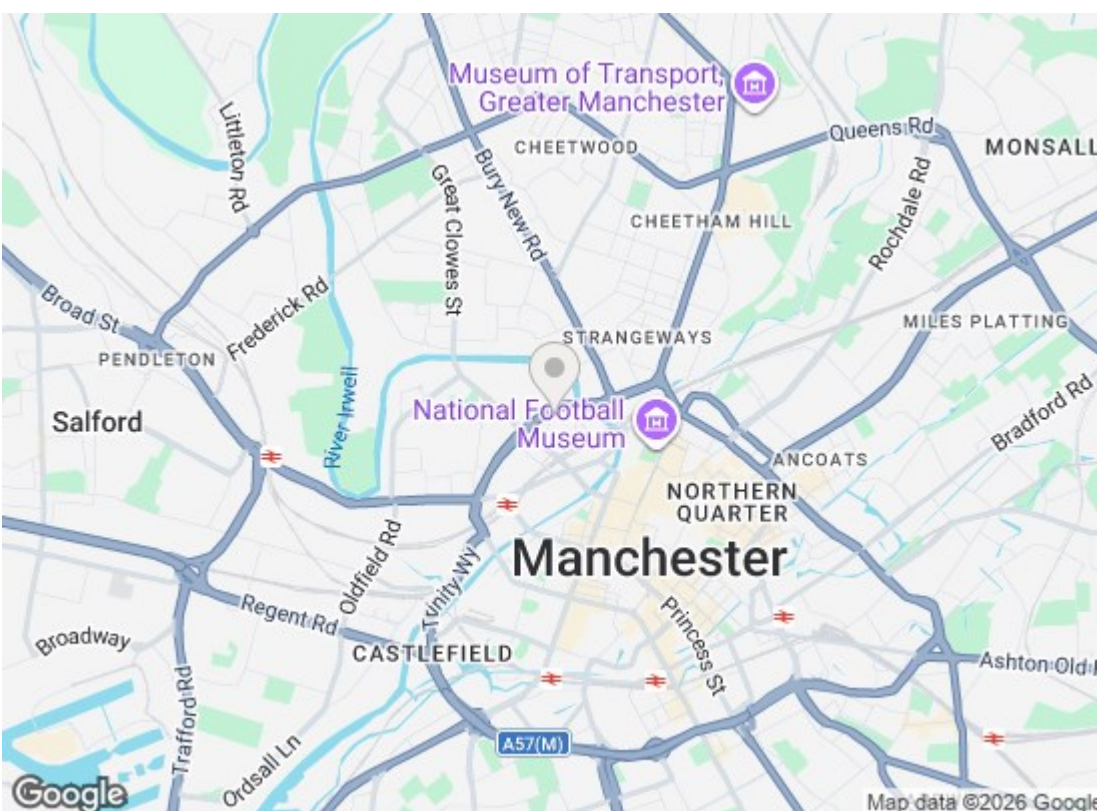 Museum of Transport,
Greater Manchester
Queens Rd
MONSALL
CHEETWOOD
Littleton Rd
Great Clowes St
Bury New Rd
Rochdale Rd
CHEETHAM HILL
Broad St
Frederick Rd
PENDLETON
STRANGEWAYS
MILES PLATTING
Salford
River Irwell
National Football
Museum
Bradford Rd
ANCOATS
NORTHERN
QUARTER
Manchester
Oldfield Rd
Trinity Wy
Regent Rd
Princess St
Broadway
CASTLEFIELD
Ashton Old R
Trafford Rd
Ordsall Ln
A57(M)
Google
Map data ©2026 Google